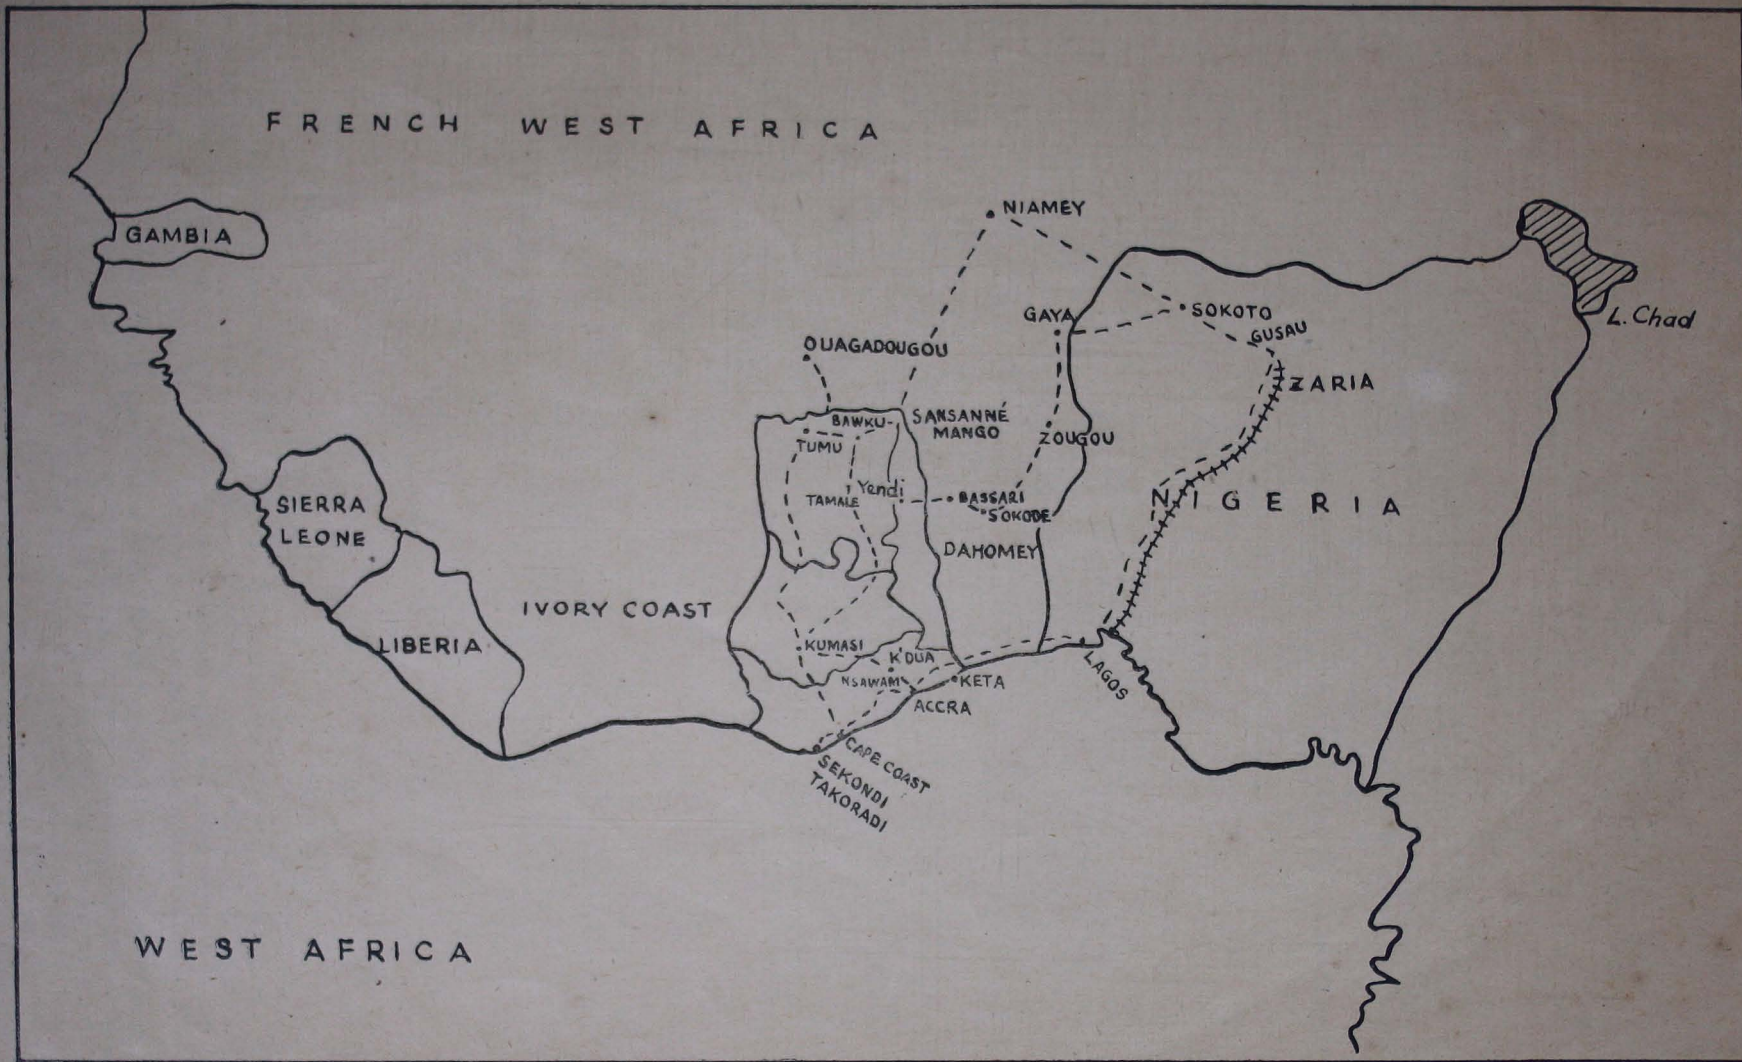 FRENCH WEST AFRICA
NIAMEY
GAMBIA
GAYA
SOKOTO
GUSAU
L. Chad
OUAGADOUGOU
ZARIA
BAWKU
SANSANNÉ
MANGO
TUMU
ZOUGOU
Yendi
TAMALE
BASSARI
SOKODE
NIGERIA
SIERRA
LEONE
DAHOMEY
IVORY COAST
LIBERIA
KUMASI
K'DUA
NSAWAM
KETA
LAGOS
ACCRA
CAPE COAST
SEKONDI
TAKORADI
WEST AFRICA